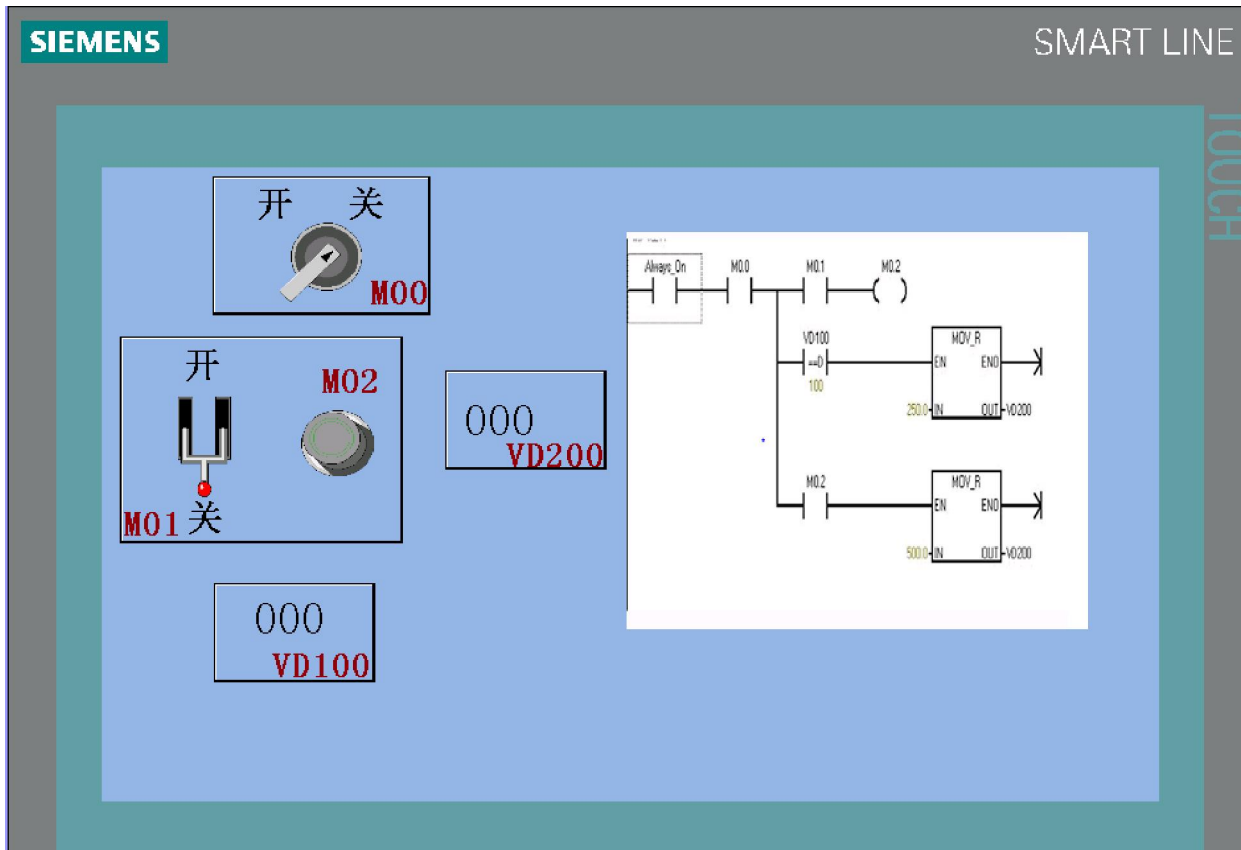 SIEMENS
SMART LINE
TOUCH
开 关
M00
开
M02
M01 关
000
VD200
000
VD100
Always_On M0.0 M0.1 M0.2
VD100
==D
100
MOV_R
EN ENO
250.0 IN OUT VD200
M0.2
MOV_R
EN ENO
500.0 IN OUT VD200